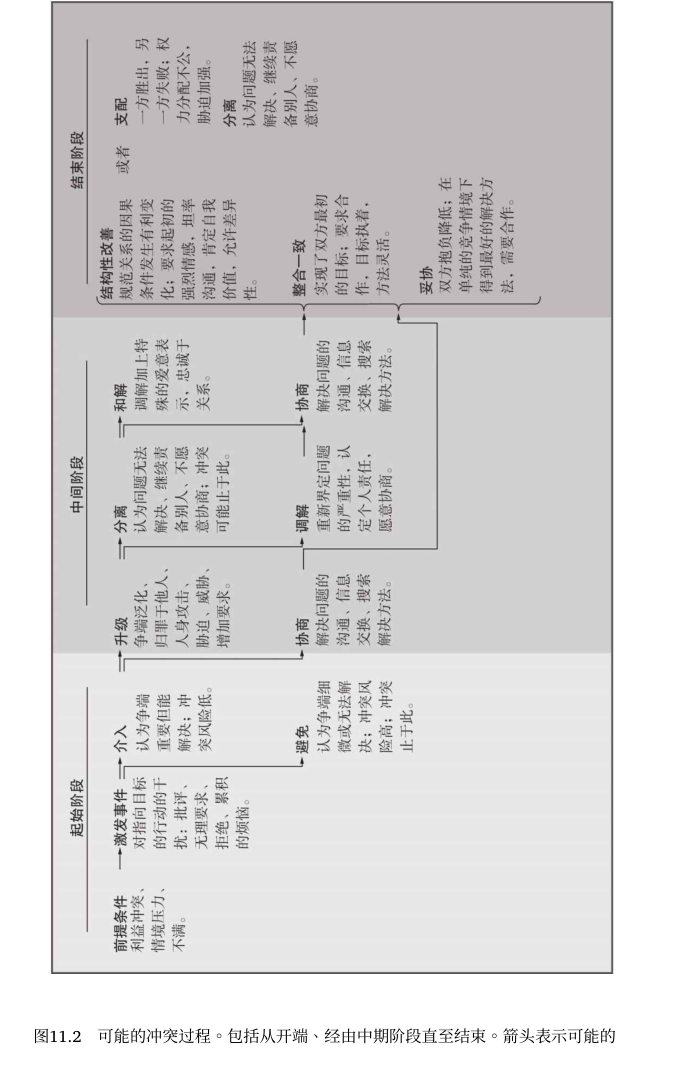 起始阶段
前提条件
利益冲突、
情境压力、
不满。
激发事件
对指向目标
的行动的干
扰：批评、
无理要求、
拒绝、累积
的烦恼。
介入
认为争端
重要但能
解决；冲
突风险低。
避免
认为争端细
微或无法解
决；冲突风
险高；冲突
止于此。
中间阶段
升级
争端泛化、
归罪于他人、
人身攻击、
胁迫、威胁、
增加要求。
协商
解决问题的
沟通、信息
交换、搜索
解决方法。
分离
认为问题无法
解决、继续责
备别人、不愿
意协商；冲突
可能止于此。
调解
重新界定问题
的严重性，认
定个人责任，
愿意协商。
和解
调解加上特
殊的爱意表
示，忠诚于
关系。
协商
解决问题的
沟通、信息
交换、搜索
解决方法。
结束阶段
结构性改善
规范关系的因果
条件发生有利变
化；要求起初的
强烈情感，坦率
沟通，肯定自我
价值，允许差异
性。
或者
支配
一方胜出，另
一方失败；权
力分配不公，
胁迫加强。
分离
认为问题无法
解决、继续责
备别人、不愿
意协商。
整合一致
实现了双方最初
的目标；要求合
作，目标执着，
方法灵活。
妥协
双方抱负降低；在
单纯的竞争情境下
得到最好的解决方
法，需要合作。
图11.2 可能的冲突过程。包括从开端、经由中期阶段直至结束。箭头表示可能的